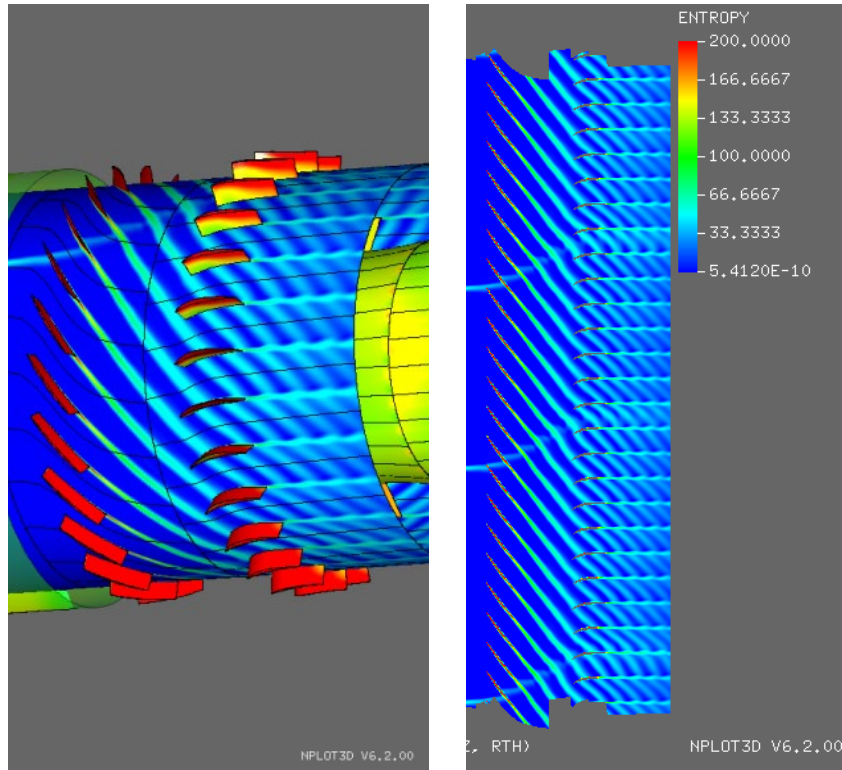 ENTROPY
200.0000
166.6667
133.3333
100.0000
66.6667
33.3333
5.4120E-10
NPLOT3D V6.2.00
Z, RTH)
NPLOT3D V6.2.00